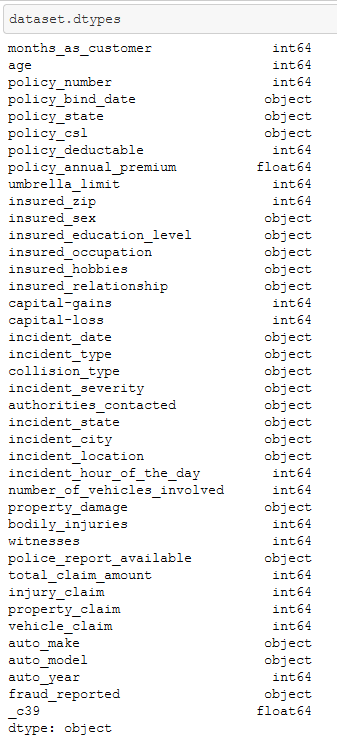 dataset.dtypes
months_as_customer int64
age int64
policy_number int64
policy_bind_date object
policy_state object
policy_csl object
policy_deductable int64
policy_annual_premium float64
umbrella_limit int64
insured_zip int64
insured_sex object
insured_education_level object
insured_occupation object
insured_hobbies object
insured_relationship object
capital-gains int64
capital-loss int64
incident_date object
incident_type object
collision_type object
incident_severity object
authorities_contacted object
incident_state object
incident_city object
incident_location object
incident_hour_of_the_day int64
number_of_vehicles_involved int64
property_damage object
bodily_injuries int64
witnesses int64
police_report_available object
total_claim_amount int64
injury_claim int64
property_claim int64
vehicle_claim int64
auto_make object
auto_model object
auto_year int64
fraud_reported object
_c39 float64
dtype: object